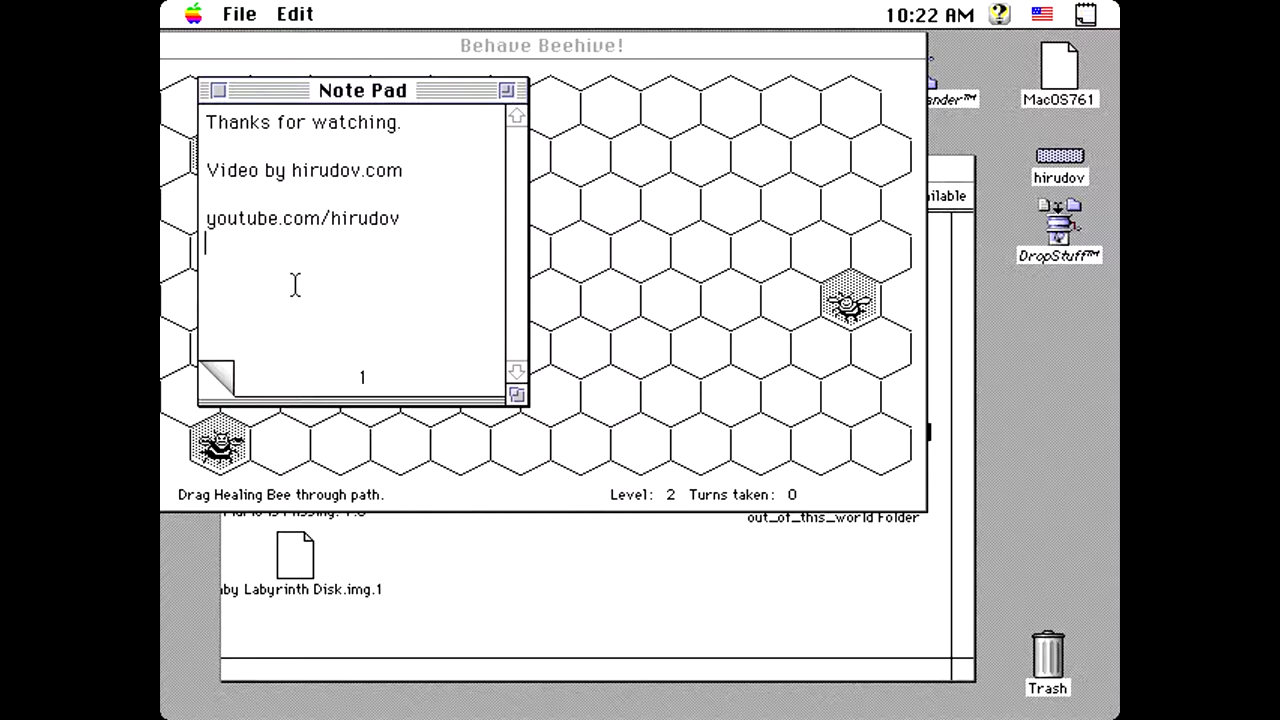 File Edit
10:22 AM
Behave Beehive!
Note Pad
Thanks for watching.
Video by hirudov.com
youtube.com/hirudov
1
Drag Healing Bee through path.
Level: 2 Turns taken: 0
MacOS761
hirudov
DropStuff™
out_of_this_world Folder
Labyrinth Disk.img.1
Trash